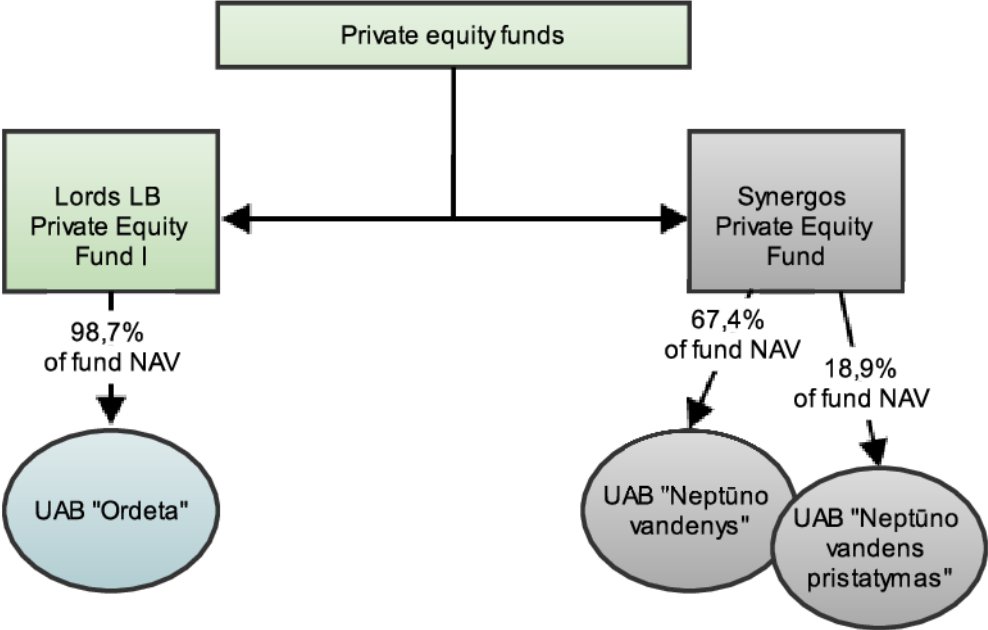 Private equity funds
Lords LB
Private Equity
Fund I
Synergos
Private Equity
Fund
98,7%
of fund NAV
67,4%
of fund NAV
18,9%
of fund NAV
UAB "Ordeta"
UAB "Neptūno
vandenys"
UAB "Neptūno
vandens
pristatymas"